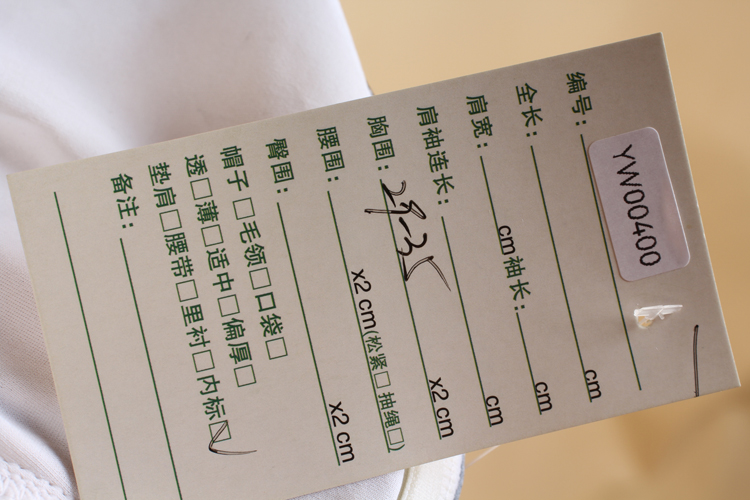 编号: YW00400
全长: cm
肩宽: cm 袖长: cm
肩袖连长: cm
胸围: 29-35 x2 cm
腰围: x2 cm(松紧□ 抽绳□)
臀围: x2 cm
帽子 □毛领□口袋□
透□薄□适中□偏厚□
垫肩□腰带□里衬□内标☑
备注: